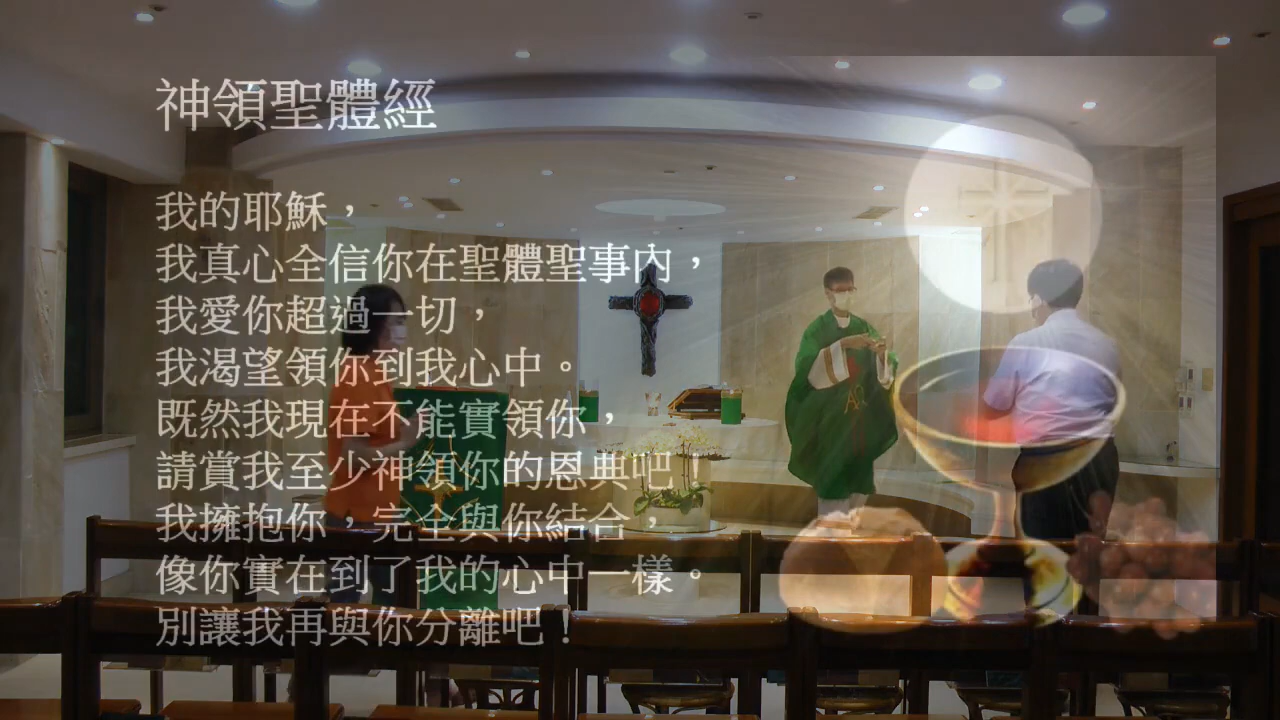 神領聖體經
我的耶穌，
我真心全信你在聖體聖事內，
我愛你超過一切，
我渴望領你到我心中。
既然我現在不能實領你，
請賞我至少神領你的恩典吧！
我擁抱你，完全與你結合，
像你實在到了我的心中一樣。
別讓我再與你分離吧！